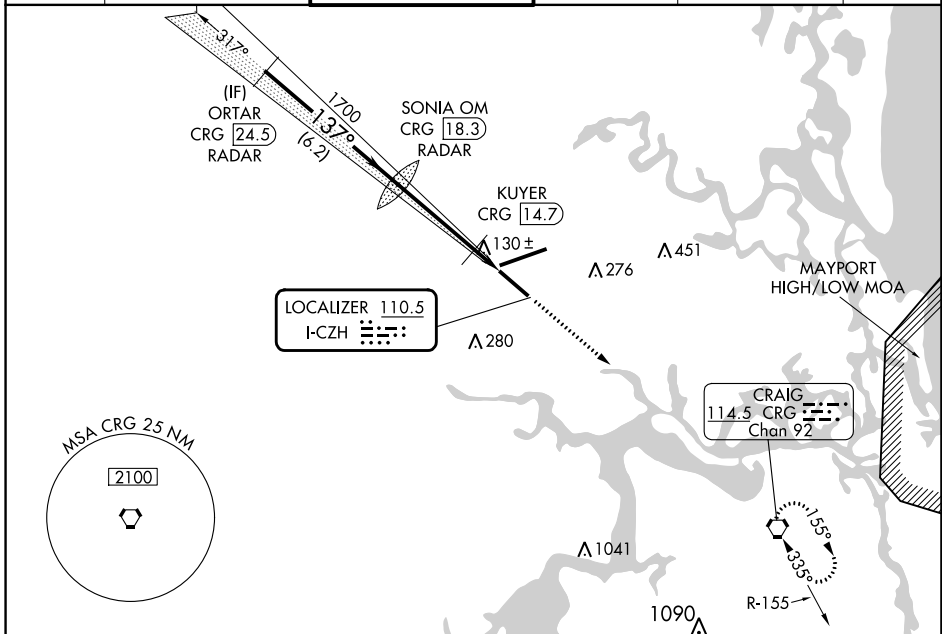 317°
(IF)
ORTAR
CRG 24.5
RADAR
1700
137°
(6.2)
SONIA OM
CRG 18.3
RADAR
KUYER
CRG 14.7
130 ±
276
451
MAYPORT
HIGH/LOW MOA
LOCALIZER 110.5
I-CZH
280
CRAIG
114.5 CRG
Chan 92
MSA CRG 25 NM
2100
155°
335°
R-155
1041
1090